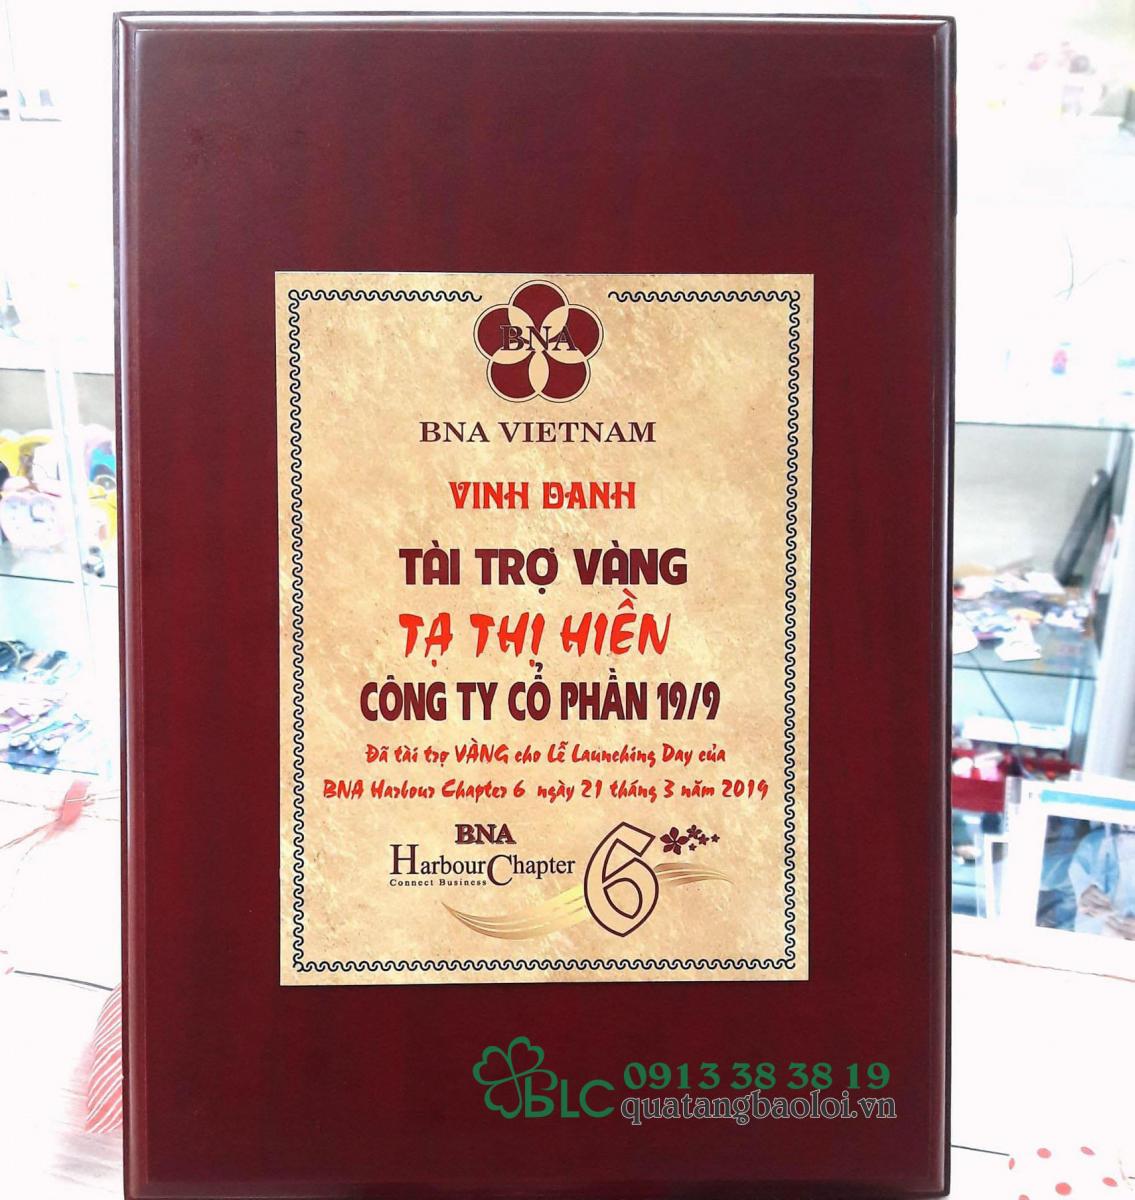 BNA
BNA VIETNAM
VINH DANH
TÀI TRỢ VÀNG
TẠ THỊ HIỀN
CÔNG TY CỔ PHẦN 19/9
Đã tài trợ VÀNG cho Lễ Launching Day của
BNA Harbour Chapter 6 ngày 21 tháng 3 năm 2019
BNA
Harbour Chapter
Connect Business
6
BLC 0913 38 38 19
quatangbaoloi.vn